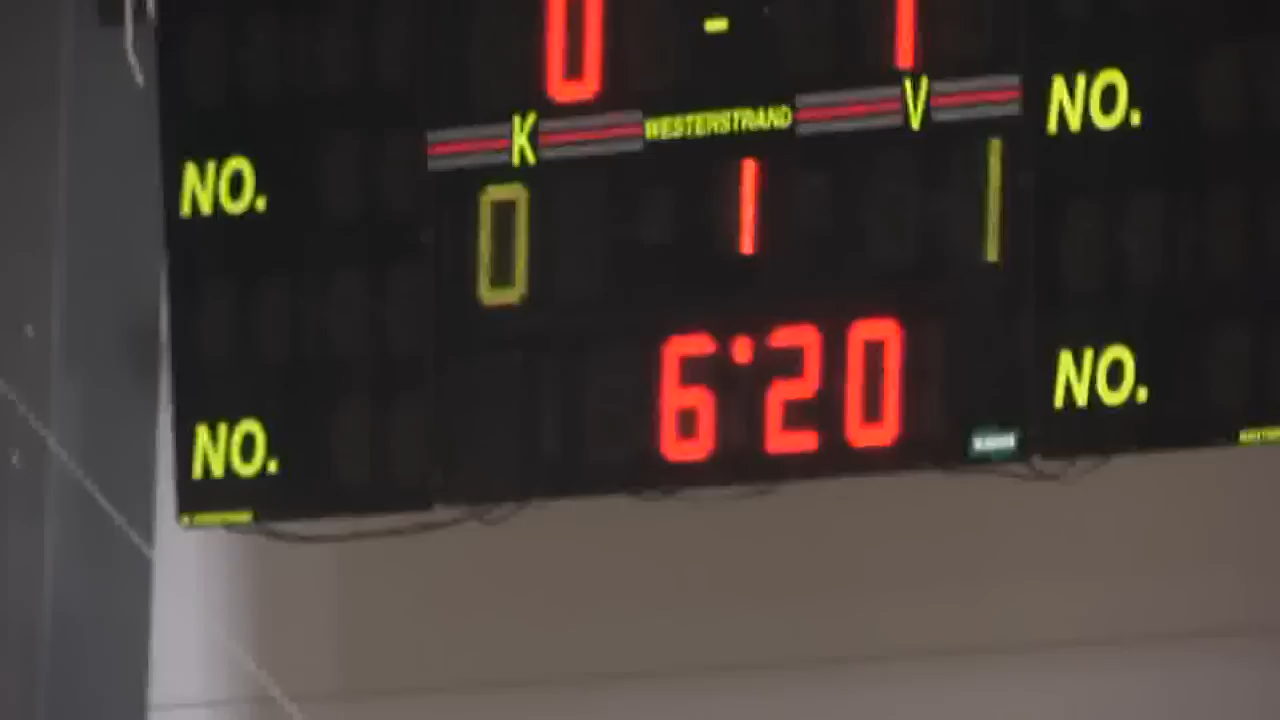 0 - 1
K WESTERSTRAND V
NO. NO.
0 1 1
6:20
NO. NO.